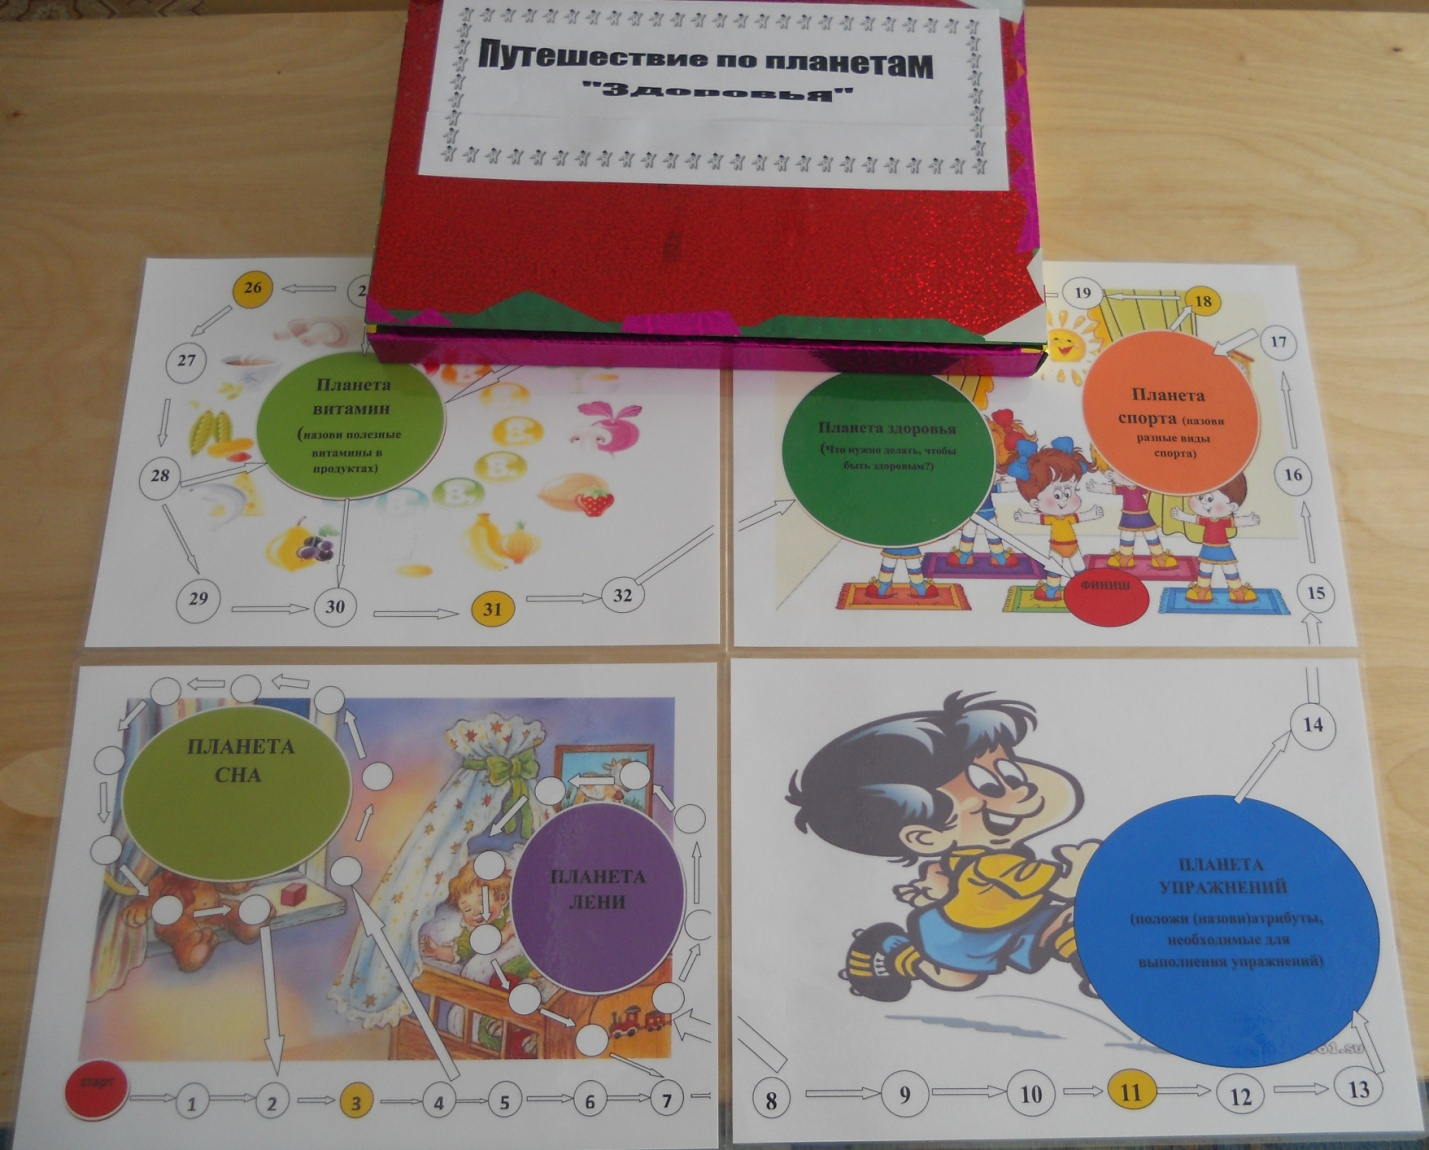 Путешествие по планетам
"Здоровья"
26
27
28
29
30
31
32
Планета
витамин
(назови полезные
витамины в
продуктах)
В
С
В
В
В
В
19
18
17
16
15
Планета здоровья
(Что нужно делать, чтобы
быть здоровым?)
Планета
спорта (назови
разные виды
спорта)
ФИНИШ
ПЛАНЕТА
СНА
ПЛАНЕТА
ЛЕНИ
старт
1
2
3
4
5
6
7
14
ПЛАНЕТА
УПРАЖНЕНИЙ
(положи (назови)атрибуты,
необходимые для
выполнения упражнений)
8
9
10
11
12
13